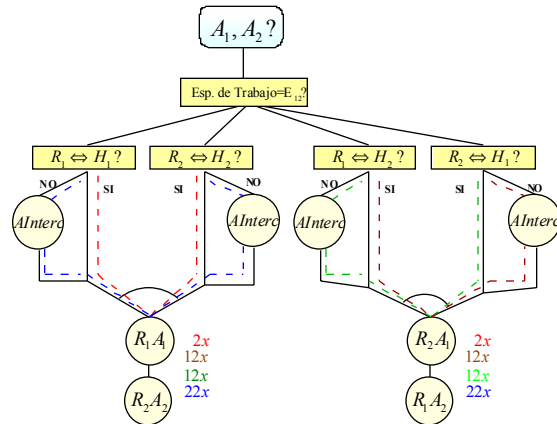 A₁, A₂ ?
Esp. de Trabajo=E₁₂?
R₁ ⇔ H₁ ?
R₂ ⇔ H₂ ?
R₁ ⇔ H₂ ?
R₂ ⇔ H₁ ?
NO
SI
SI
NO
NO
SI
SI
NO
AInterc
AInterc
AInterc
AInterc
R₁A₁
2x
12x
12x
22x
R₂A₂
R₂A₁
2x
12x
12x
22x
R₁A₂